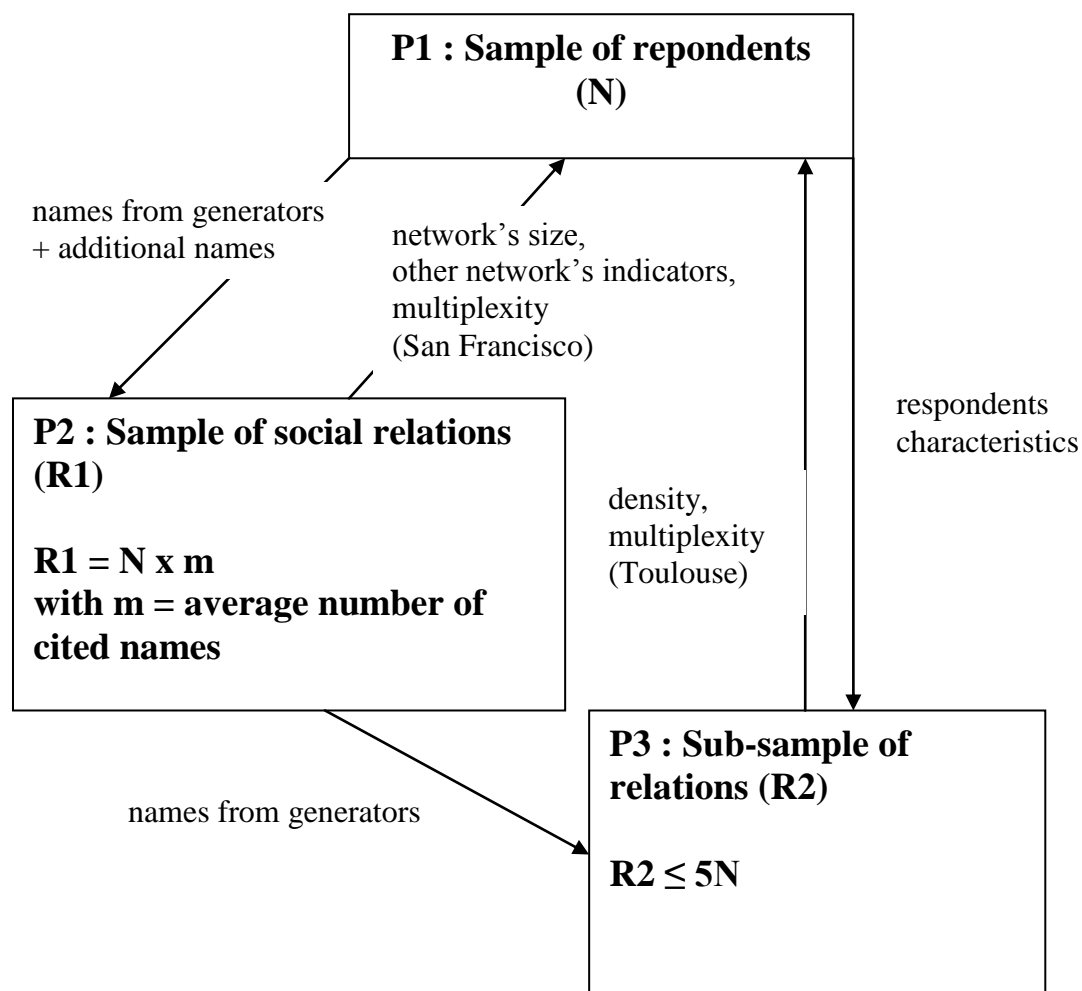 P1 : Sample of repondents
(N)
names from generators
+ additional names
network’s size,
other network’s indicators,
multiplexity
(San Francisco)
respondents
characteristics
P2 : Sample of social relations
(R1)
R1 = N x m
with m = average number of
cited names
density,
multiplexity
(Toulouse)
names from generators
P3 : Sub-sample of
relations (R2)
R2 ≤ 5N